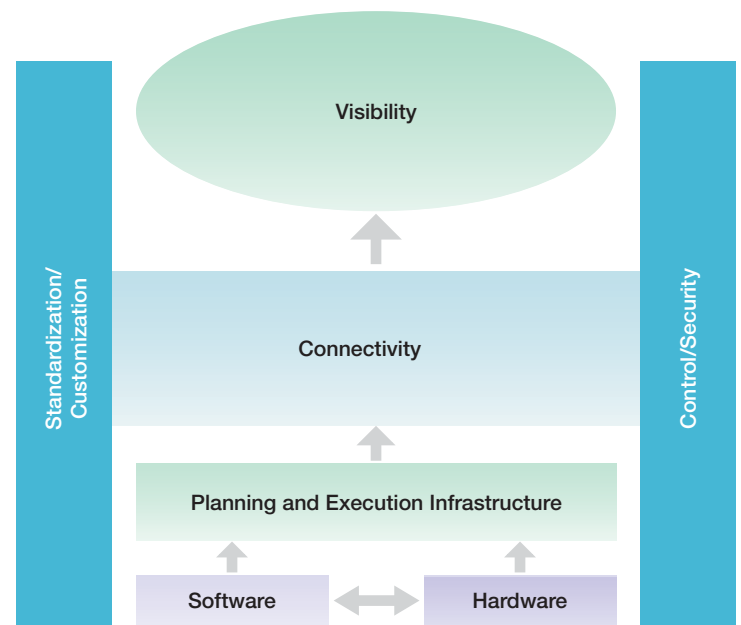 Visibility
Standardization/
Customization
Connectivity
Control/Security
Planning and Execution Infrastructure
Software
Hardware